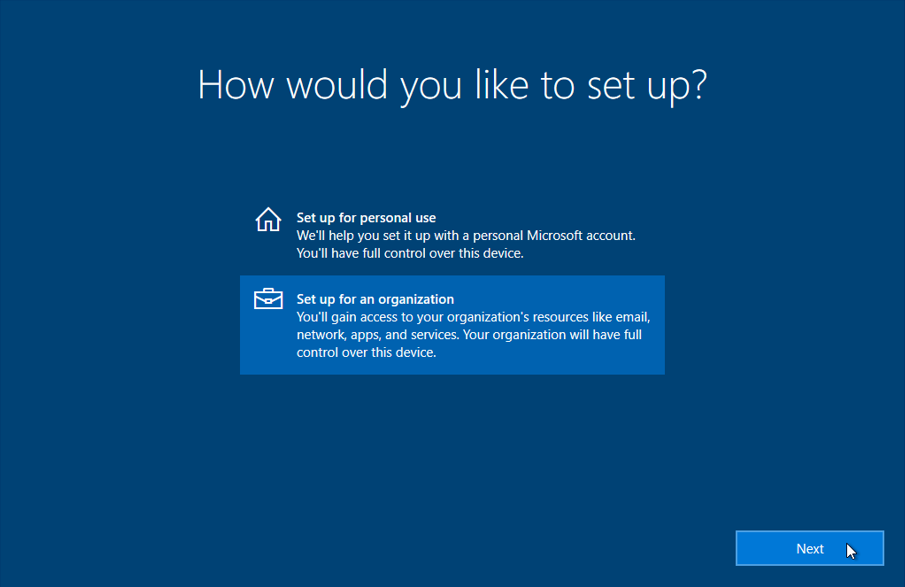 How would you like to set up?
Set up for personal use
We'll help you set it up with a personal Microsoft account.
You'll have full control over this device.
Set up for an organization
You'll gain access to your organization's resources like email,
network, apps, and services. Your organization will have full
control over this device.
Next